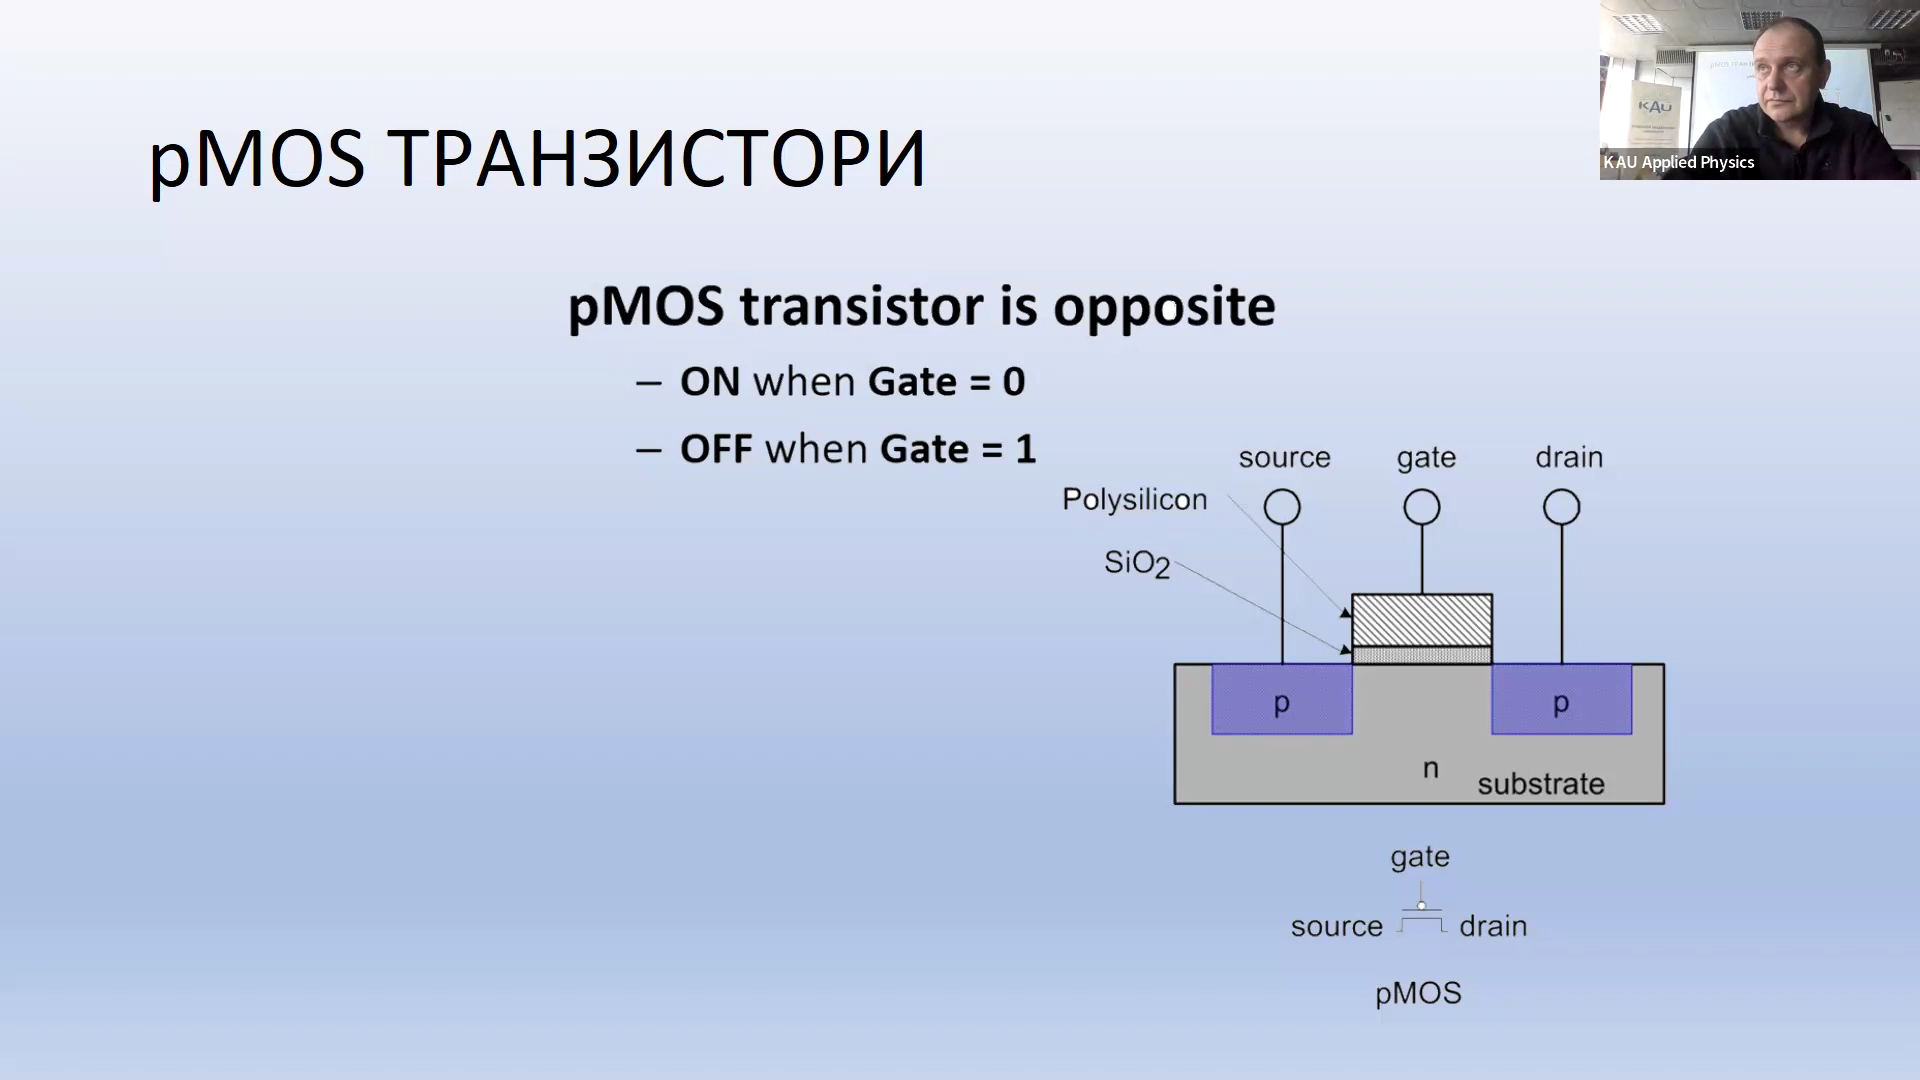 pMOS ТРАНЗИСТОРИ
KAU
K AU Applied Physics
pMOS transistor is opposite
– ON when Gate = 0
– OFF when Gate = 1
source gate drain
Polysilicon
SiO2
p p
n
substrate
gate
source drain
pMOS